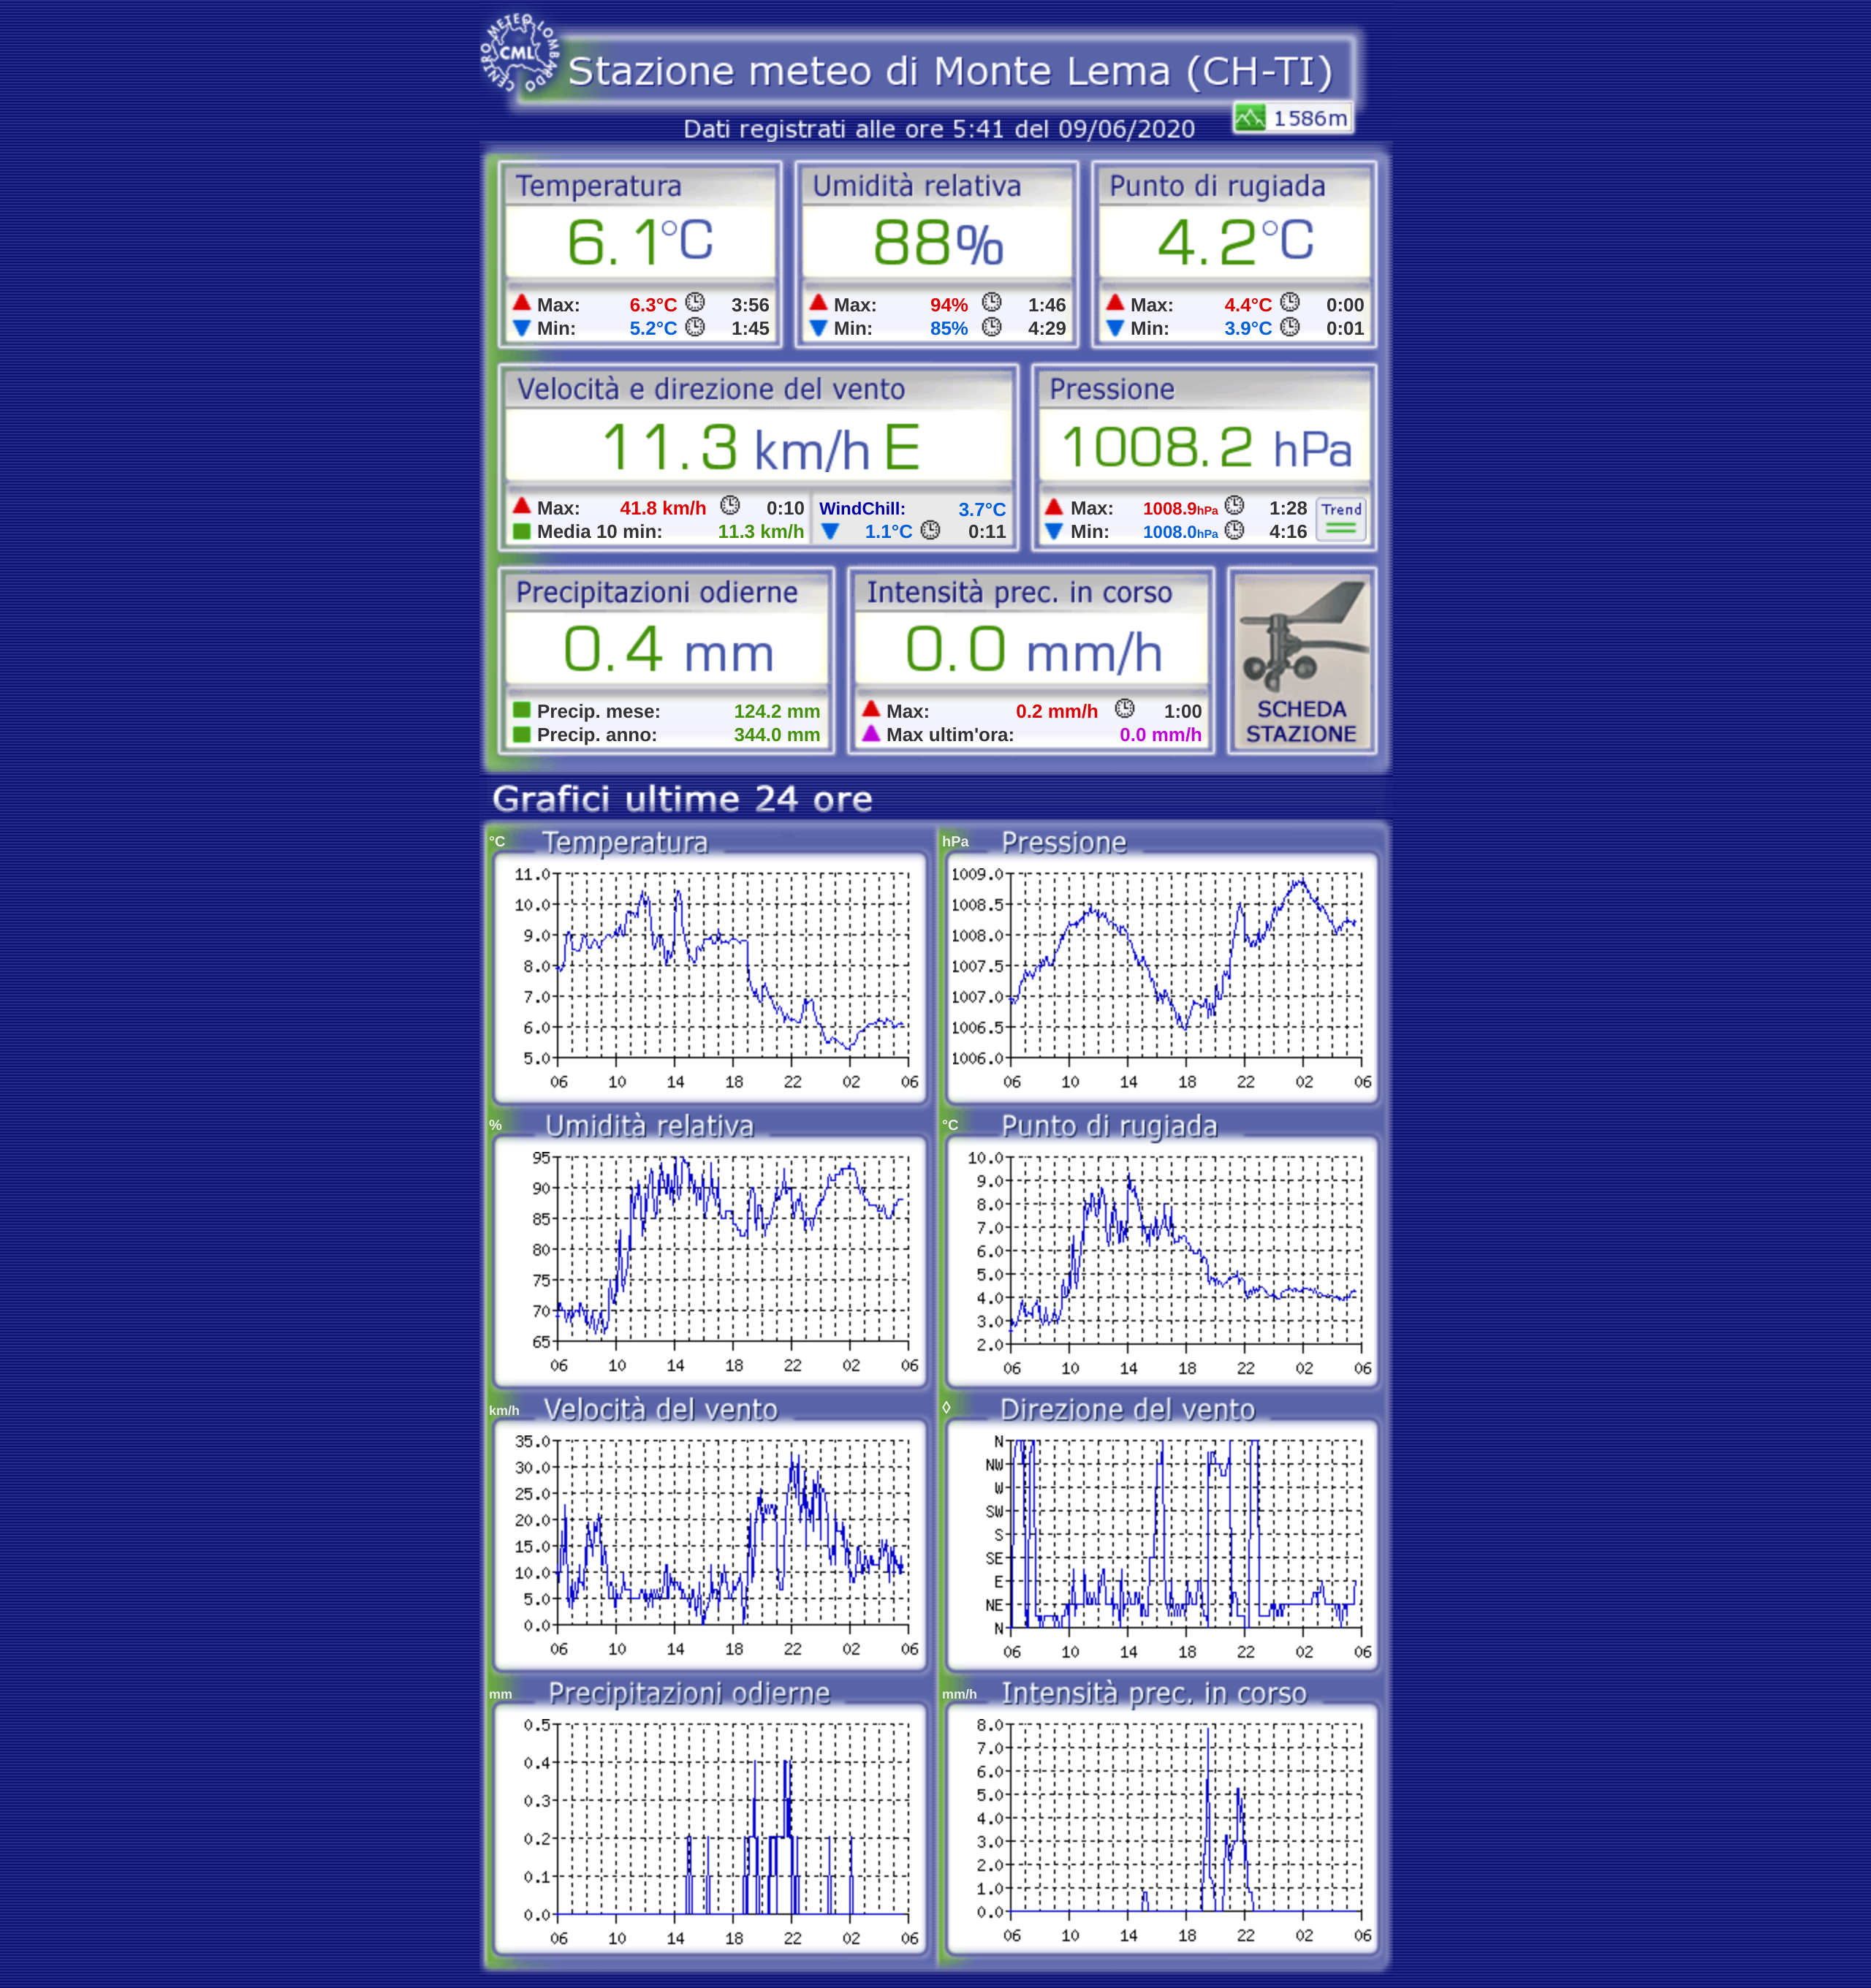 CENTRO METEO LOMBARDO
CML
Stazione meteo di Monte Lema (CH-TI)
1586m
Dati registrati alle ore 5:41 del 09/06/2020
Temperatura
6.1°C
Max: 6.3°C 3:56
Min: 5.2°C 1:45
Umidità relativa
88%
Max: 94% 1:46
Min: 85% 4:29
Punto di rugiada
4.2°C
Max: 4.4°C 0:00
Min: 3.9°C 0:01
Velocità e direzione del vento
11.3 km/h E
Max: 41.8 km/h 0:10
Media 10 min: 11.3 km/h
WindChill: 3.7°C
1.1°C 0:11
Pressione
1008.2 hPa
Max: 1008.9hPa 1:28
Min: 1008.0hPa 4:16
Trend
Precipitazioni odierne
0.4 mm
Precip. mese: 124.2 mm
Precip. anno: 344.0 mm
Intensità prec. in corso
0.0 mm/h
Max: 0.2 mm/h 1:00
Max ultim'ora: 0.0 mm/h
SCHEDA
STAZIONE
Grafici ultime 24 ore
°C Temperatura
11.0
10.0
9.0
8.0
7.0
6.0
5.0
06 10 14 18 22 02 06
hPa Pressione
1009.0
1008.5
1008.0
1007.5
1007.0
1006.5
1006.0
06 10 14 18 22 02 06
% Umidità relativa
95
90
85
80
75
70
65
06 10 14 18 22 02 06
°C Punto di rugiada
10.0
9.0
8.0
7.0
6.0
5.0
4.0
3.0
2.0
06 10 14 18 22 02 06
km/h Velocità del vento
35.0
30.0
25.0
20.0
15.0
10.0
5.0
0.0
06 10 14 18 22 02 06
◊ Direzione del vento
N
NW
W
SW
S
SE
E
NE
N
06 10 14 18 22 02 06
mm Precipitazioni odierne
0.5
0.4
0.3
0.2
0.1
0.0
06 10 14 18 22 02 06
mm/h Intensità prec. in corso
8.0
7.0
6.0
5.0
4.0
3.0
2.0
1.0
0.0
06 10 14 18 22 02 06